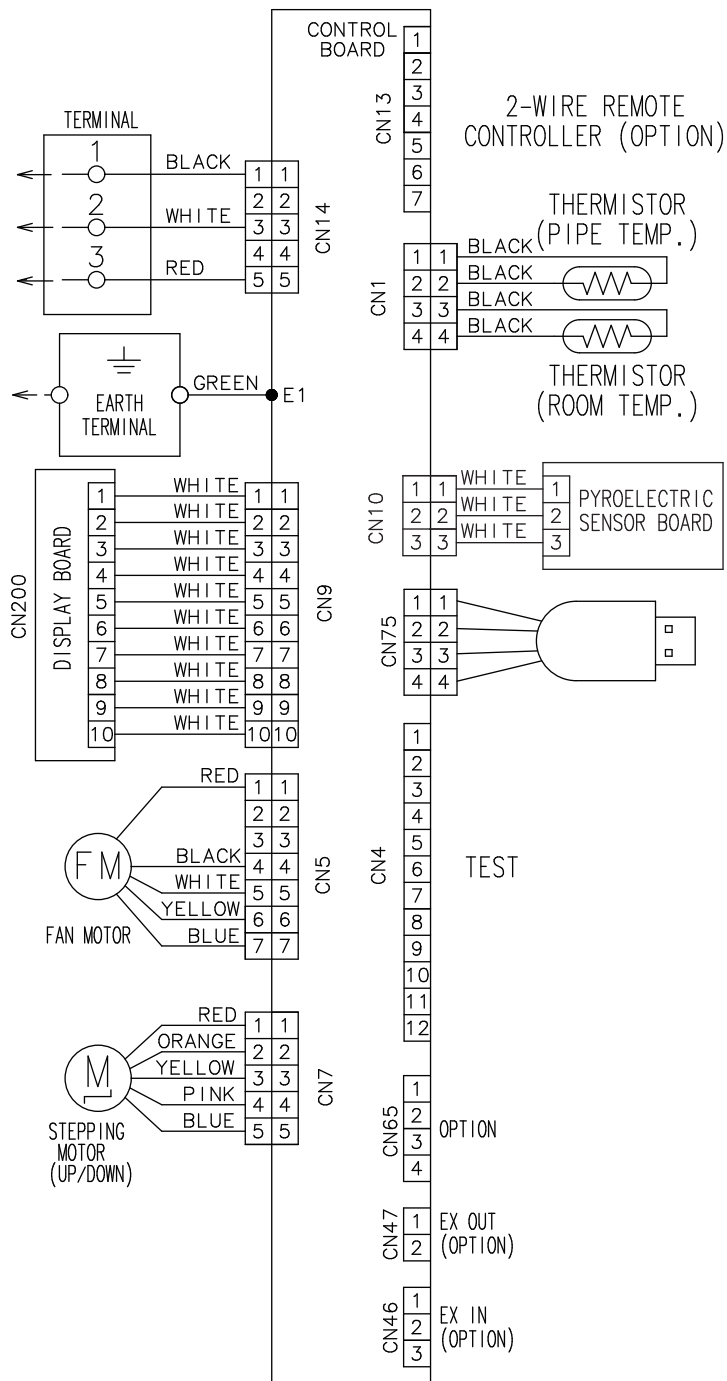 CONTROL
BOARD
1
2
3
4
5
6
7
CN13
2-WIRE REMOTE
CONTROLLER (OPTION)
TERMINAL
1
2
3
BLACK
WHITE
RED
1 1
2 2
3 3
4 4
5 5
CN14
THERMISTOR
(PIPE TEMP.)
CN1
1 1
2 2
3 3
4 4
BLACK
BLACK
BLACK
BLACK
THERMISTOR
(ROOM TEMP.)
EARTH
TERMINAL
GREEN
E1
CN10
1 1
2 2
3 3
WHITE
WHITE
WHITE
1
2
3
PYROELECTRIC
SENSOR BOARD
CN200
DISPLAY BOARD
1
2
3
4
5
6
7
8
9
10
WHITE
WHITE
WHITE
WHITE
WHITE
WHITE
WHITE
WHITE
WHITE
WHITE
1 1
2 2
3 3
4 4
5 5
6 6
7 7
8 8
9 9
10 10
CN9
CN75
1 1
2 2
3 3
4 4
FM
FAN MOTOR
RED
BLACK
WHITE
YELLOW
BLUE
1 1
2 2
3 3
4 4
5 5
6 6
7 7
CN5
CN4
1
2
3
4
5
6
7
8
9
10
11
12
TEST
M
STEPPING
MOTOR
(UP/DOWN)
RED
ORANGE
YELLOW
PINK
BLUE
1 1
2 2
3 3
4 4
5 5
CN7
CN65
1
2
3
4
OPTION
CN47
1
2
EX OUT
(OPTION)
CN46
1
2
3
EX IN
(OPTION)